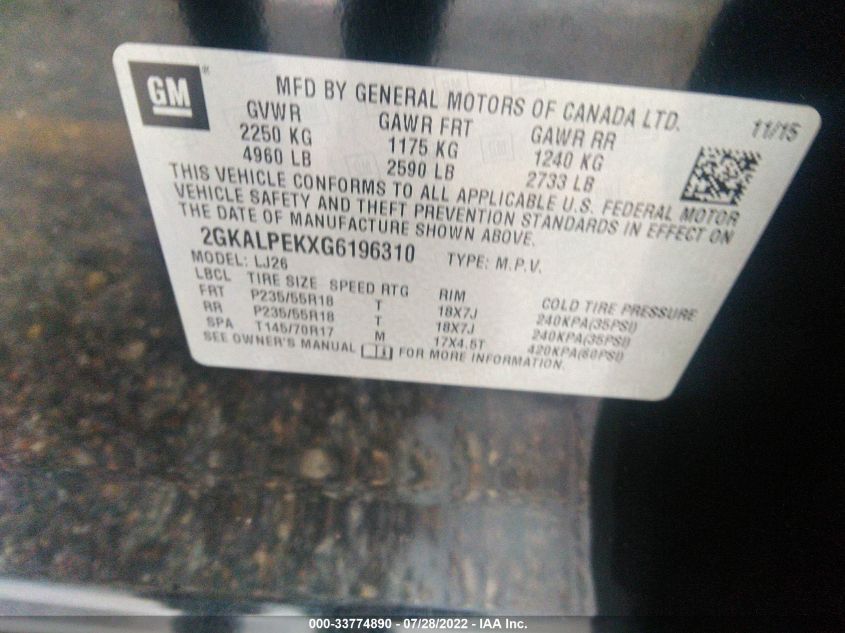 GM
MFD BY GENERAL MOTORS OF CANADA LTD.
11/15
GVWR GAWR FRT GAWR RR
2250 KG 1175 KG 1240 KG
4960 LB 2590 LB 2733 LB
THIS VEHICLE CONFORMS TO ALL APPLICABLE U.S. FEDERAL MOTOR
VEHICLE SAFETY AND THEFT PREVENTION STANDARDS IN EFFECT ON
THE DATE OF MANUFACTURE SHOWN ABOVE.
2GKALPEKXG6196310 TYPE: M.P.V.
MODEL: LJ26
LBCL TIRE SIZE SPEED RTG RIM COLD TIRE PRESSURE
FRT P235/55R18 T 18X7J 240KPA(35PSI)
RR P235/55R18 T 18X7J 240KPA(35PSI)
SPA T145/70R17 M 17X4.5T 420KPA(60PSI)
SEE OWNER'S MANUAL FOR MORE INFORMATION.
000-33774890 - 07/28/2022 - IAA Inc.